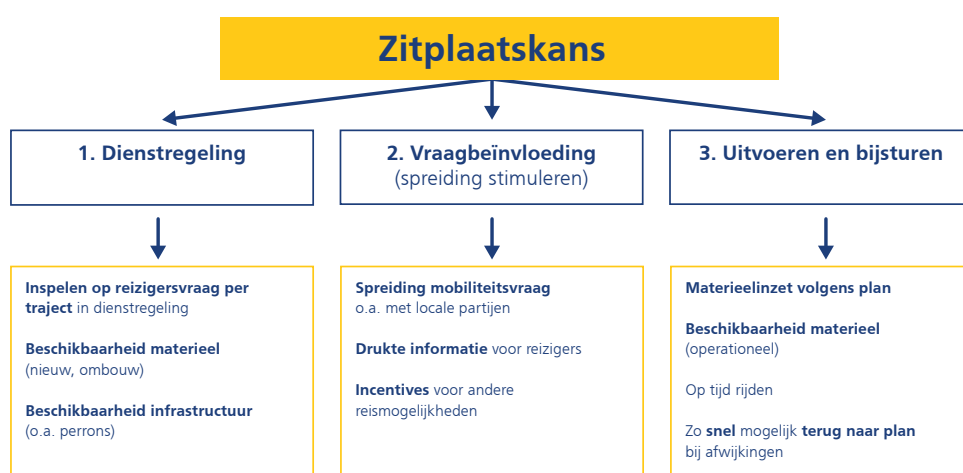 Zitplaatskans
1. Dienstregeling
2. Vraagbeïnvloeding
(spreiding stimuleren)
3. Uitvoeren en bijsturen
Inspelen op reizigersvraag per
traject in dienstregeling
Beschikbaarheid materieel
(nieuw, ombouw)
Beschikbaarheid infrastructuur
(o.a. perrons)
Spreiding mobiliteitsvraag
o.a. met locale partijen
Drukte informatie voor reizigers
Incentives voor andere
reismogelijkheden
Materieelinzet volgens plan
Beschikbaarheid materieel
(operationeel)
Op tijd rijden
Zo snel mogelijk terug naar plan
bij afwijkingen